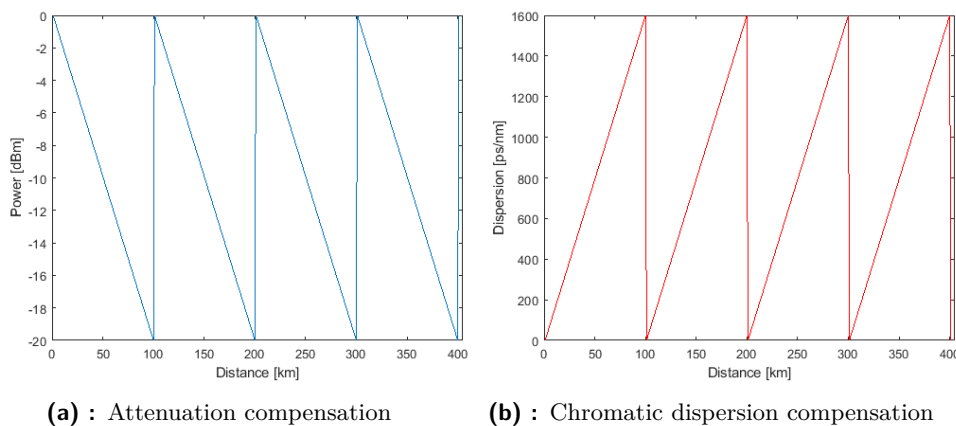 0
-2
-4
-6
-8
-10
-12
-14
-16
-18
-20
Power [dBm]
0 50 100 150 200 250 300 350 400
Distance [km]
1600
1400
1200
1000
800
600
400
200
0
Dispersion [ps/nm]
0 50 100 150 200 250 300 350 400
Distance [km]
(a) : Attenuation compensation
(b) : Chromatic dispersion compensation